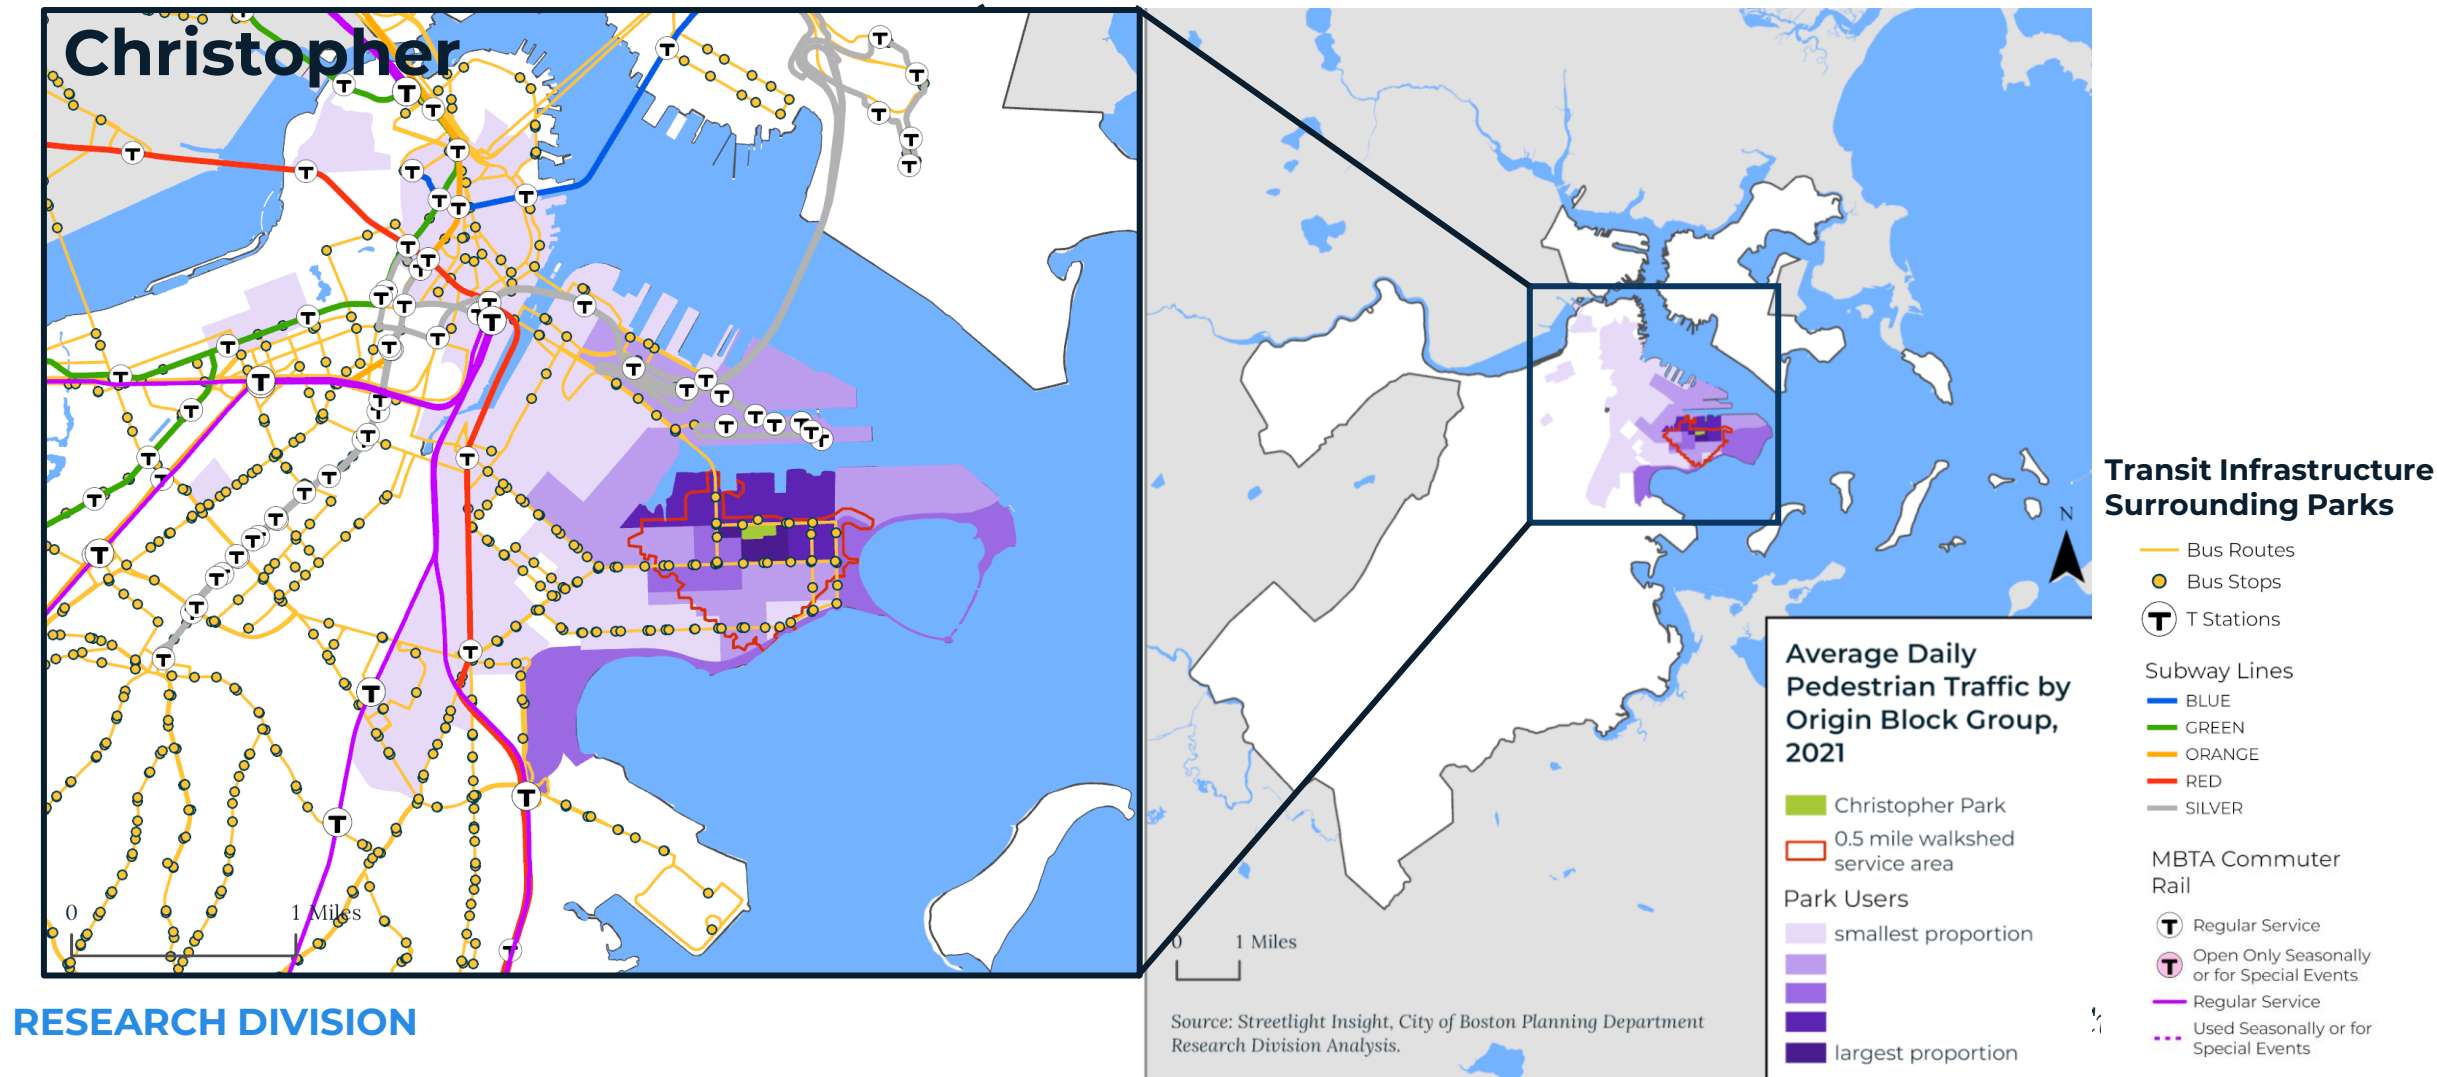 Christopher
0
1 Miles
RESEARCH DIVISION
0
1 Miles
Source: Streetlight Insight, City of Boston Planning Department
Research Division Analysis.
Average Daily
Pedestrian Traffic by
Origin Block Group,
2021
Christopher Park
0.5 mile walkshed
service area
Park Users
smallest proportion
largest proportion
N
Transit Infrastructure
Surrounding Parks
Bus Routes
Bus Stops
T Stations
Subway Lines
BLUE
GREEN
ORANGE
RED
SILVER
MBTA Commuter
Rail
Regular Service
Open Only Seasonally
or for Special Events
Regular Service
Used Seasonally or for
Special Events